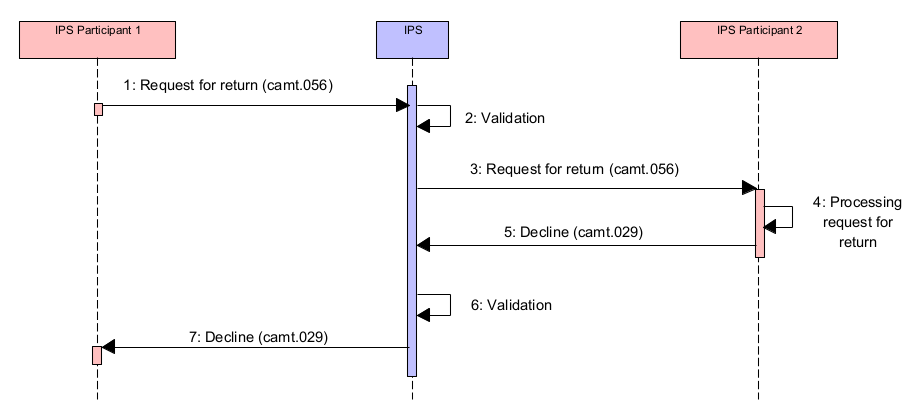 IPS Participant 1
IPS
IPS Participant 2
1: Request for return (camt.056)
2: Validation
3: Request for return (camt.056)
4: Processing
request for
return
5: Decline (camt.029)
6: Validation
7: Decline (camt.029)